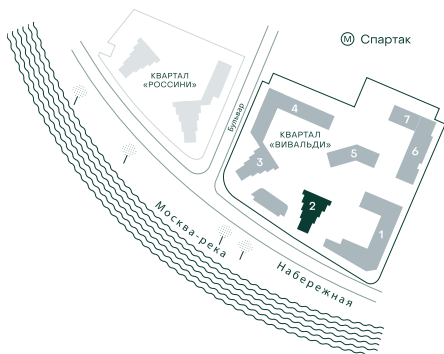 М Спартак
КВАРТАЛ
«РОССИНИ»
Бульвар
4
7
КВАРТАЛ
«ВИВАЛЬДИ»
6
5
3
2
1
Москва-река
Набережная